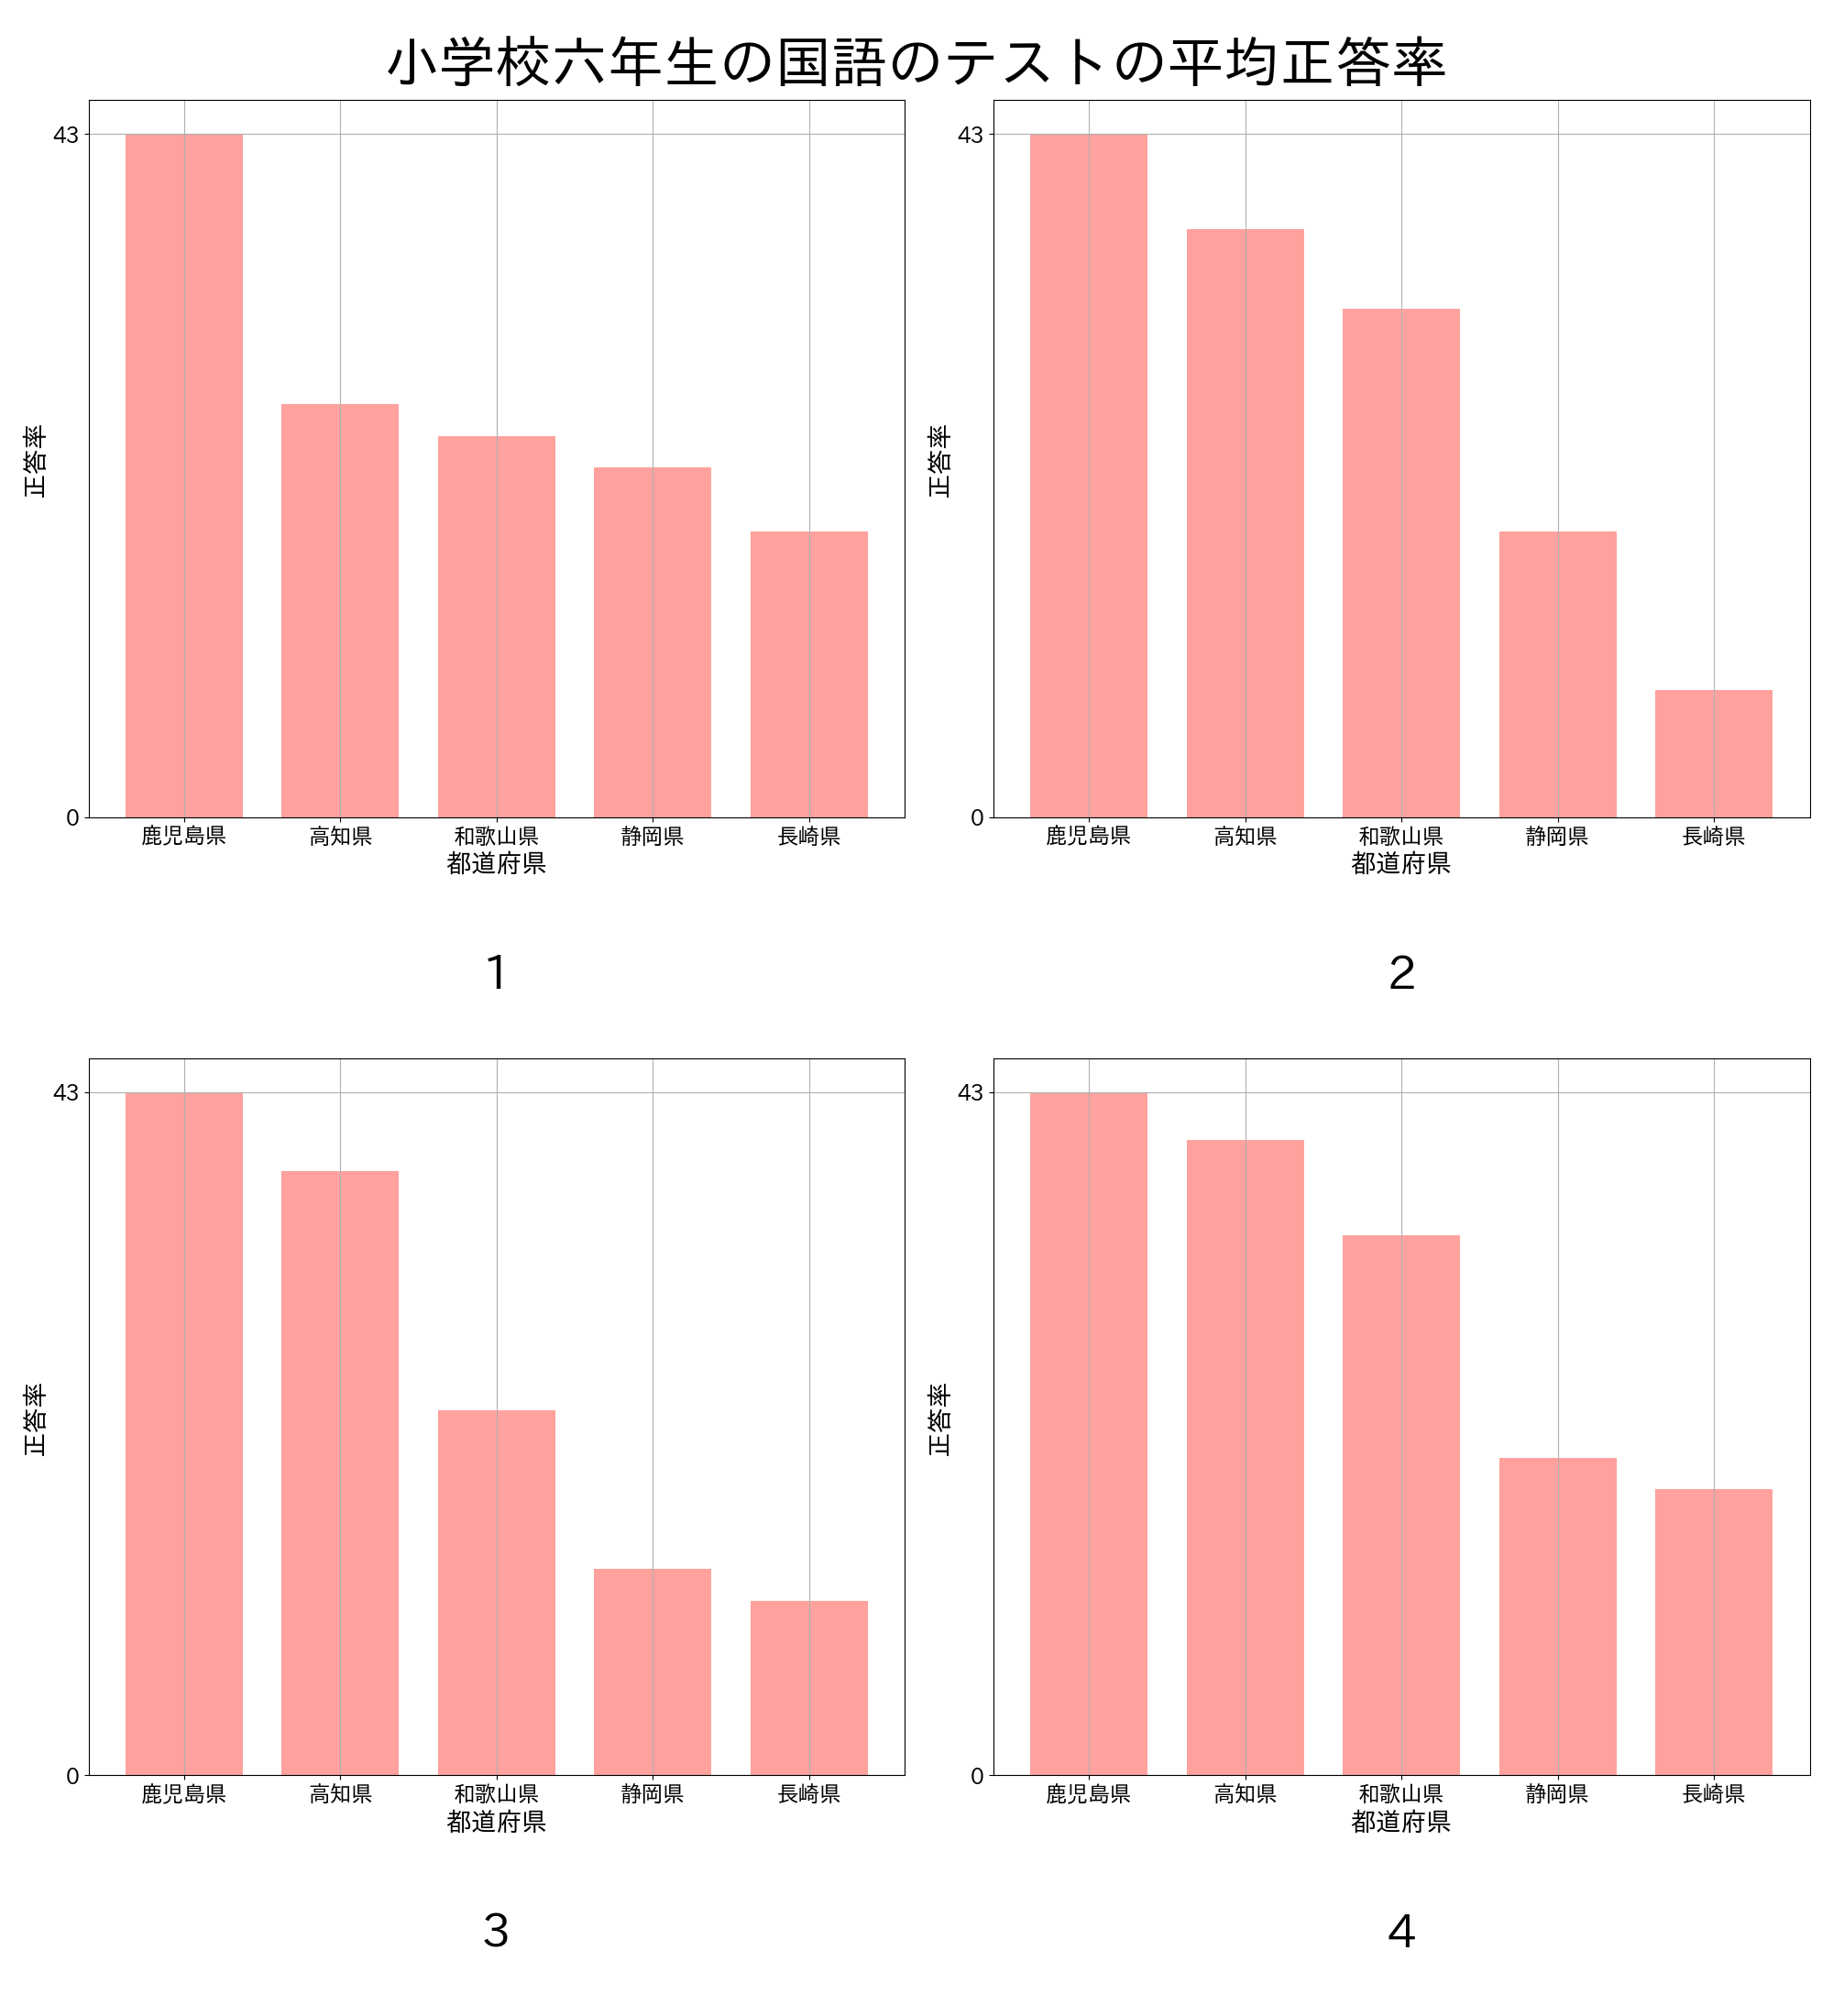 小学校六年生の国語のテストの平均正答率
43
0
正答率
鹿児島県 高知県 和歌山県 静岡県 長崎県
都道府県
1
43
0
正答率
鹿児島県 高知県 和歌山県 静岡県 長崎県
都道府県
2
43
0
正答率
鹿児島県 高知県 和歌山県 静岡県 長崎県
都道府県
3
43
0
正答率
鹿児島県 高知県 和歌山県 静岡県 長崎県
都道府県
4